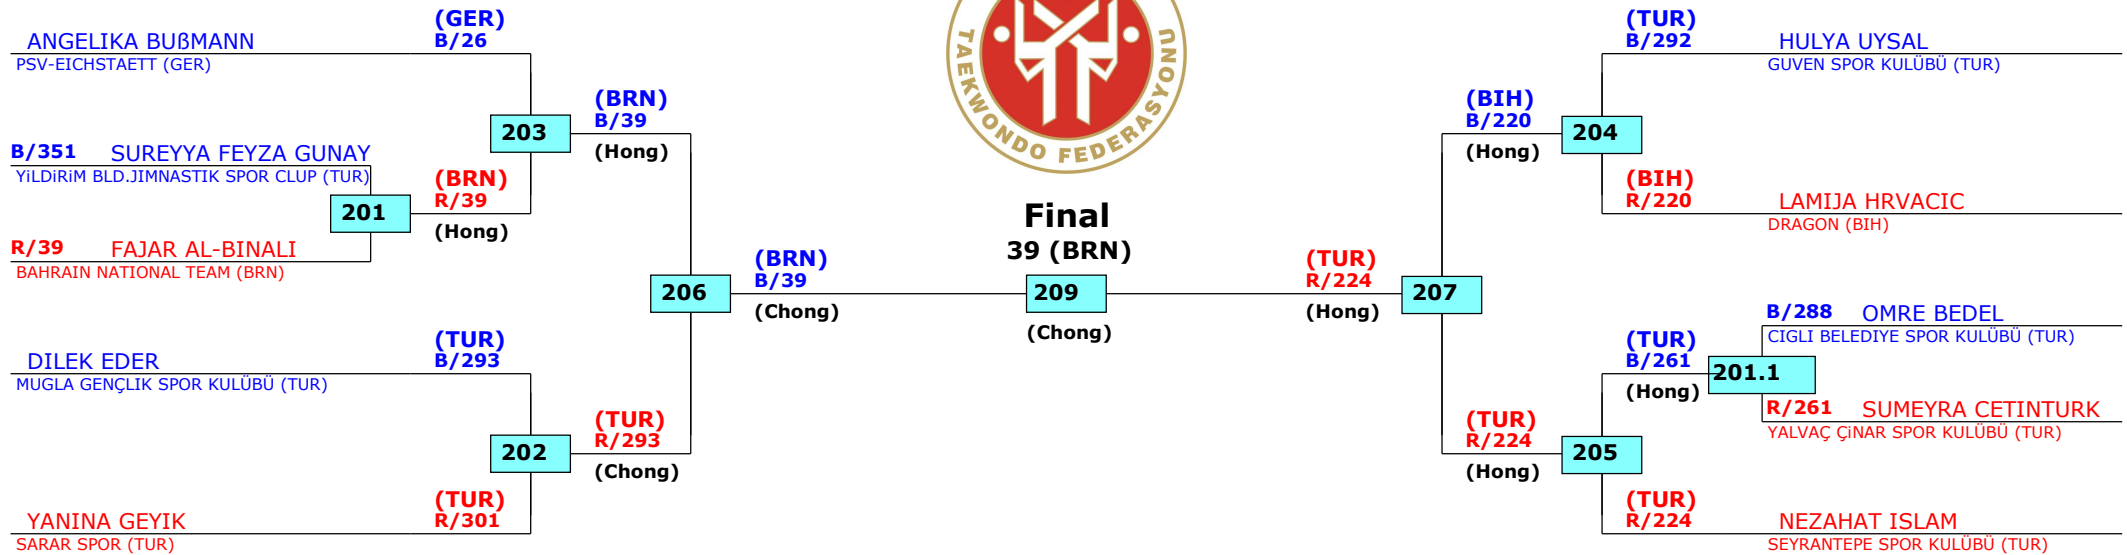 (GER)
B/26
ANGELIKA BUßMANN
PSV-EICHSTAETT (GER)
(BRN)
B/39
(Hong)
203
B/351 SUREYYA FEYZA GUNAY
YiLDiRiM BLD.JIMNASTIK SPOR CLUP (TUR)
(BRN)
R/39
(Hong)
201
R/39 FAJAR AL-BINALI
BAHRAIN NATIONAL TEAM (BRN)
206
(BRN)
B/39
(Chong)
(TUR)
B/293
DILEK EDER
MUGLA GENÇLIK SPOR KULÜBÜ (TUR)
(TUR)
R/293
(Chong)
202
(TUR)
R/301
YANINA GEYIK
SARAR SPOR (TUR)
TAEKWONDO FEDERASYONU
Final
39 (BRN)
209
(Chong)
(TUR)
R/224
(Hong)
207
(TUR)
B/292
HULYA UYSAL
GUVEN SPOR KULÜBÜ (TUR)
(BIH)
B/220
(Hong)
204
(BIH)
R/220
LAMIJA HRVACIC
DRAGON (BIH)
B/288 OMRE BEDEL
CIGLI BELEDIYE SPOR KULÜBÜ (TUR)
(TUR)
B/261
(Hong)
201.1
R/261 SUMEYRA CETINTURK
YALVAÇ ÇiNAR SPOR KULÜBÜ (TUR)
(TUR)
R/224
(Hong)
205
(TUR)
R/224
NEZAHAT ISLAM
SEYRANTEPE SPOR KULÜBÜ (TUR)